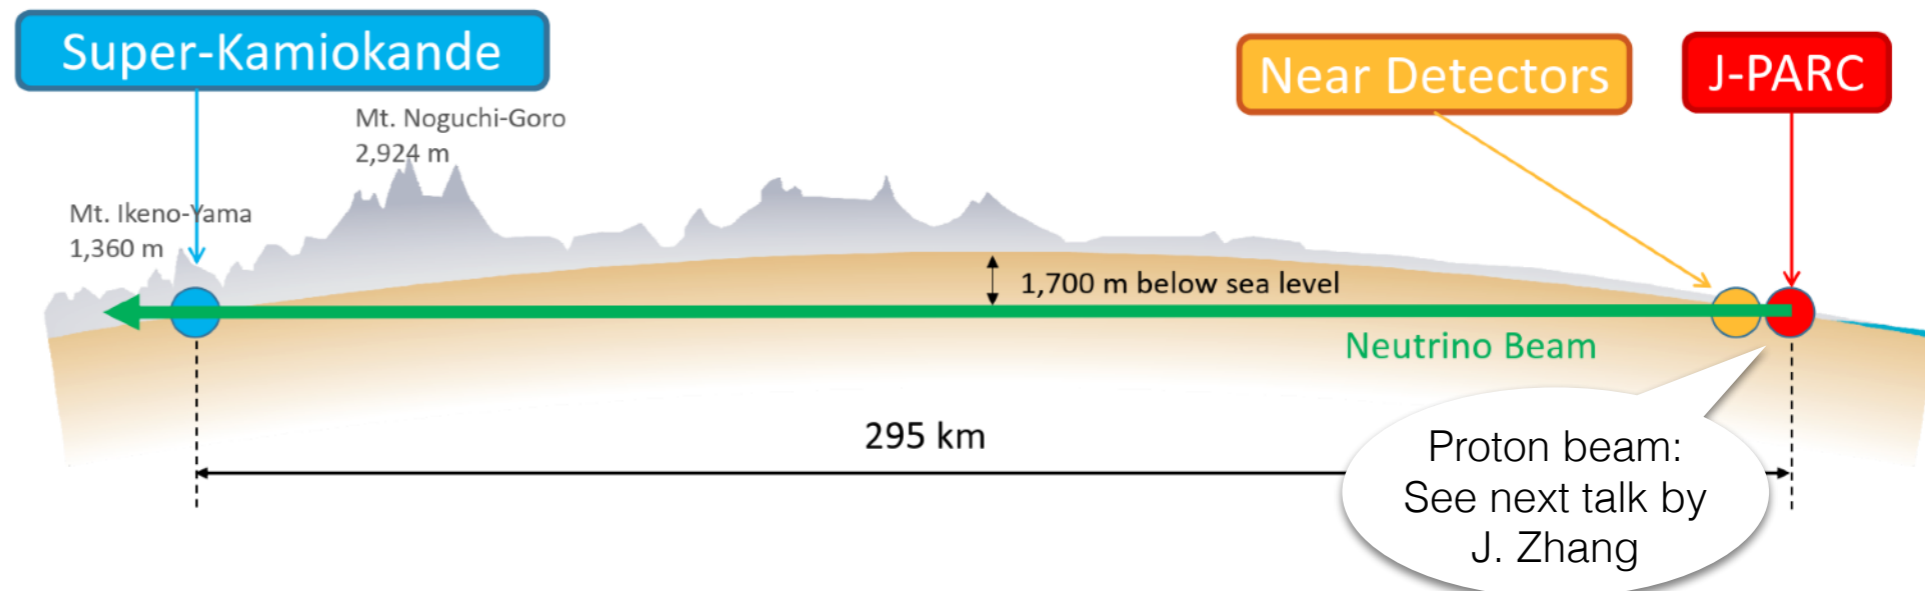 Super-Kamiokande
Near Detectors
J-PARC
Mt. Noguchi-Goro
2,924 m
Mt. Ikeno-Yama
1,360 m
1,700 m below sea level
Neutrino Beam
295 km
Proton beam:
See next talk by
J. Zhang